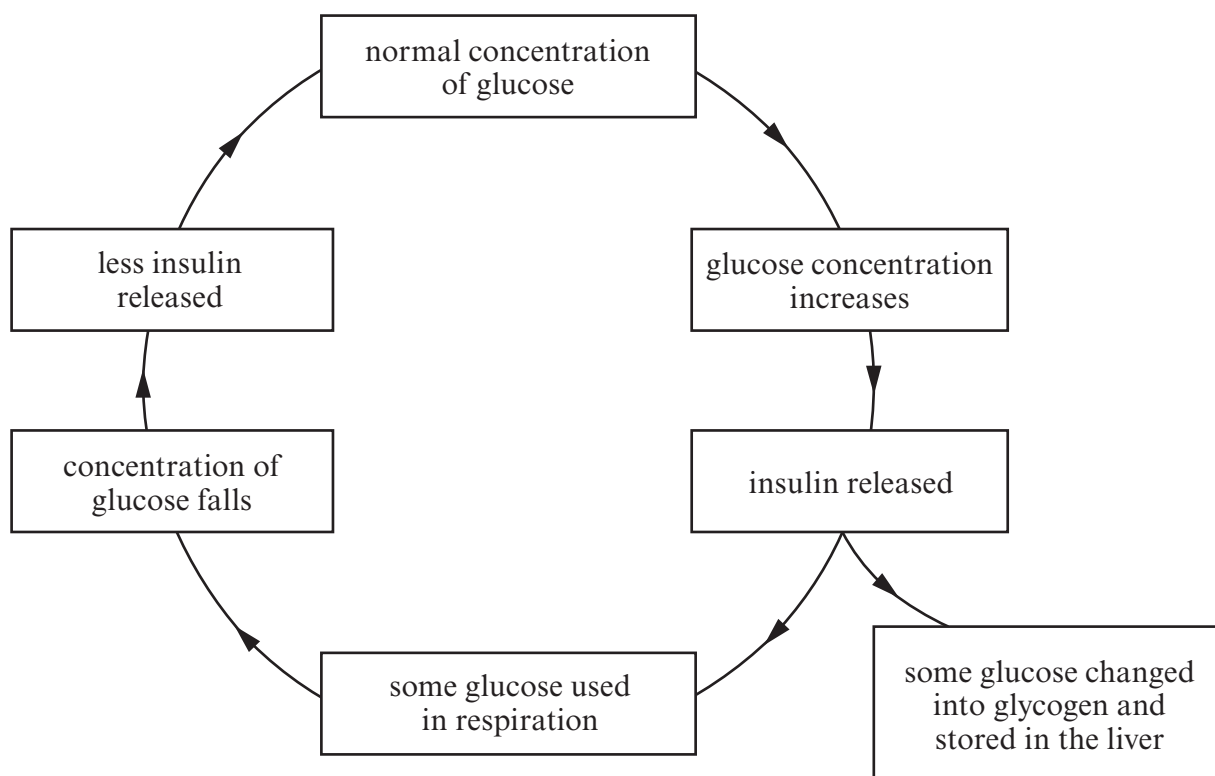 normal concentration
of glucose
glucose concentration
increases
insulin released
some glucose changed
into glycogen and
stored in the liver
some glucose used
in respiration
concentration of
glucose falls
less insulin
released